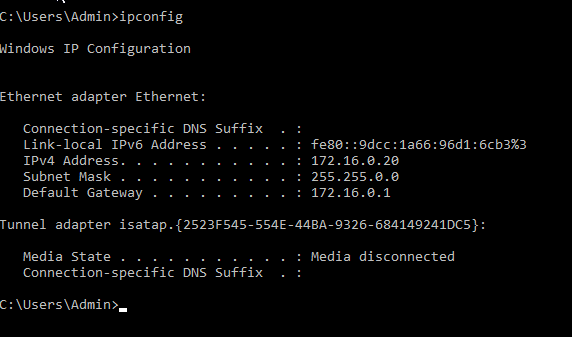 C:\Users\Admin>ipconfig
Windows IP Configuration
Ethernet adapter Ethernet:
Connection-specific DNS Suffix  . :
Link-local IPv6 Address . . . . . : fe80::9dcc:1a66:96d1:6cb3%3
IPv4 Address. . . . . . . . . . . : 172.16.0.20
Subnet Mask . . . . . . . . . . . : 255.255.0.0
Default Gateway . . . . . . . . . : 172.16.0.1
Tunnel adapter isatap.{2523F545-554E-44BA-9326-684149241DC5}:
Media State . . . . . . . . . . . : Media disconnected
Connection-specific DNS Suffix  . :
C:\Users\Admin>